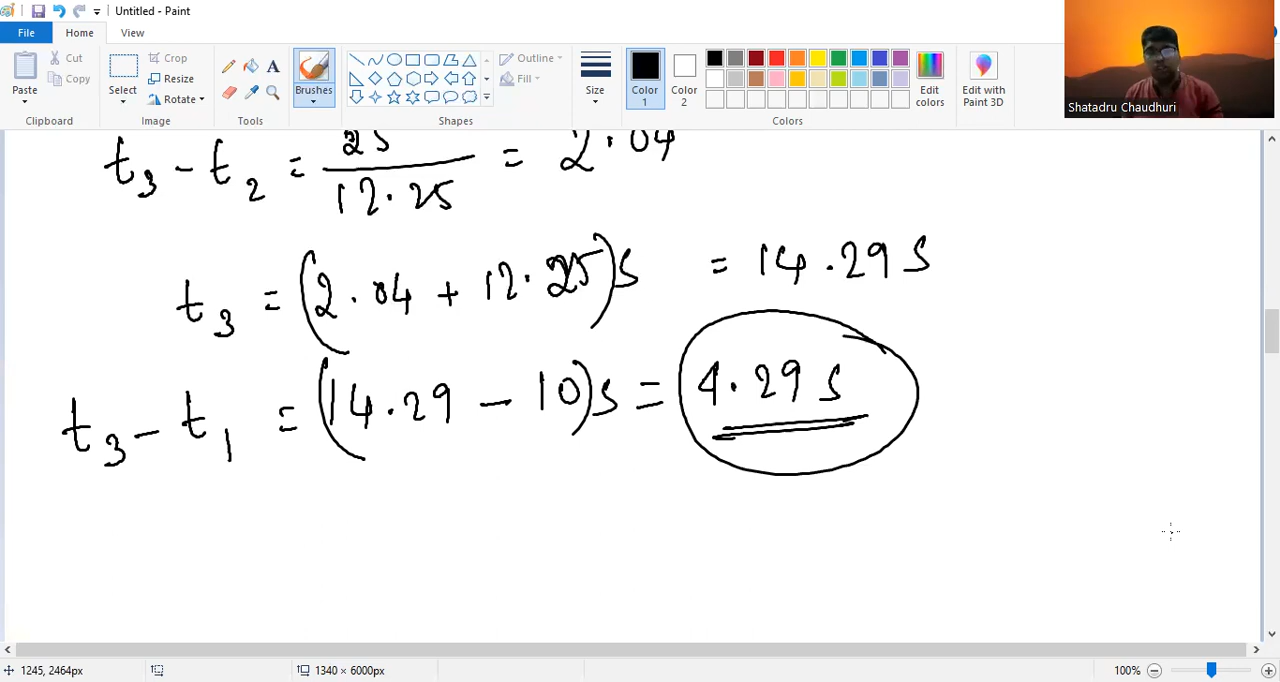 Untitled - Paint
File Home View
Paste
Cut
Copy
Clipboard
Select
Crop
Resize
Rotate
Image
A
Tools
Brushes
Shapes
Outline
Fill
Size
Color 1
Color 2
Colors
Edit colors
Edit with Paint 3D
Shatadru Chaudhuri
t3 - t2 = 25 / 12.25 = 2.04
t3 = (2.04 + 12.25)s = 14.29 s
t3 - t1 = (14.29 - 10)s = 4.29 s
1245, 2464px
1340 × 6000px
100%